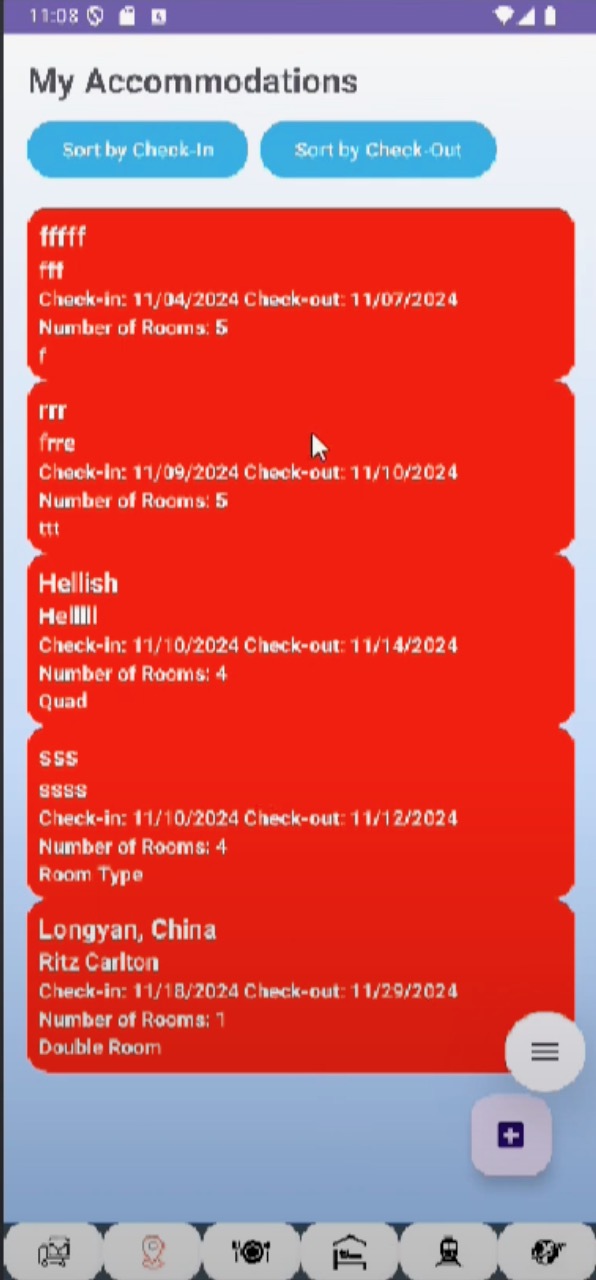 11:08
My Accommodations
Sort by Check-In
Sort by Check-Out
fffff
fff
Check-in: 11/04/2024 Check-out: 11/07/2024
Number of Rooms: 5
f
rrr
frre
Check-in: 11/09/2024 Check-out: 11/10/2024
Number of Rooms: 5
ttt
Hellish
Hellllll
Check-in: 11/10/2024 Check-out: 11/14/2024
Number of Rooms: 4
Quad
sss
ssss
Check-in: 11/10/2024 Check-out: 11/12/2024
Number of Rooms: 4
Room Type
Longyan, China
Ritz Carlton
Check-in: 11/18/2024 Check-out: 11/29/2024
Number of Rooms: 1
Double Room